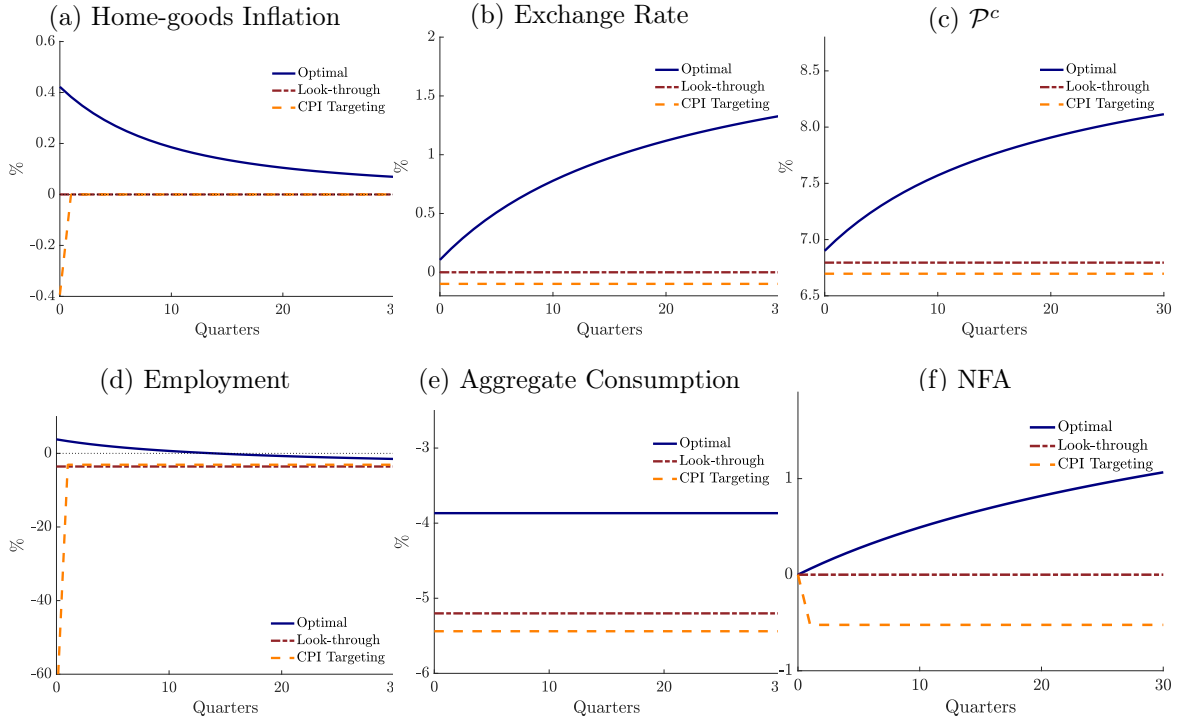 (a) Home-goods Inflation
0.6
0.4
0.2
0
-0.2
-0.4
%
0
10
20
3
Quarters
Optimal
Look-through
CPI Targeting
(b) Exchange Rate
2
1.5
1
0.5
0
%
0
10
20
3
Quarters
Optimal
Look-through
CPI Targeting
(c) 𝒫ᶜ
8.5
8.0
7.5
7.0
6.5
%
0
10
20
30
Quarters
Optimal
Look-through
CPI Targeting
(d) Employment
0
-20
-40
-60
%
0
10
20
3
Quarters
Optimal
Look-through
CPI Targeting
(e) Aggregate Consumption
-3
-4
-5
-6
%
0
10
20
3
Quarters
Optimal
Look-through
CPI Targeting
(f) NFA
1
0
-1
0
10
20
30
Quarters
Optimal
Look-through
CPI Targeting